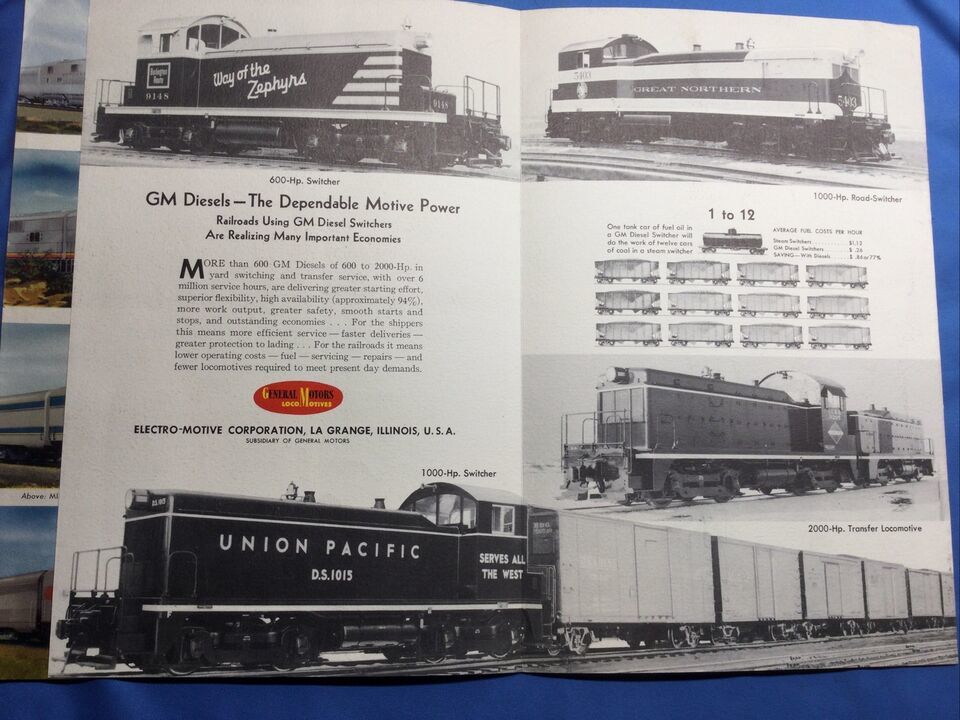 Burlington
Route
9148
Way of the
Zephyrs
600-Hp. Switcher
5403
GREAT NORTHERN
5403
1000-Hp. Road-Switcher
GM Diesels—The Dependable Motive Power
Railroads Using GM Diesel Switchers
Are Realizing Many Important Economies
MORE than 600 GM Diesels of 600 to 2000-Hp. in
yard switching and transfer service, with over 6
million service hours, are delivering greater starting effort,
superior flexibility, high availability (approximately 94%),
more work output, greater safety, smooth starts and
stops, and outstanding economies . . . For the shippers
this means more efficient service — faster deliveries —
greater protection to lading . . . For the railroads it means
lower operating costs — fuel — servicing — repairs — and
fewer locomotives required to meet present day demands.
GENERAL MOTORS
LOCOMOTIVES
ELECTRO-MOTIVE CORPORATION, LA GRANGE, ILLINOIS, U. S. A.
SUBSIDIARY OF GENERAL MOTORS
1 to 12
One tank car of fuel oil in
a GM Diesel Switcher will
do the work of twelve cars
of coal in a steam switcher
AVERAGE FUEL COSTS PER HOUR
Steam Switchers . . . . . . . . $1.12
GM Diesel Switchers . . . . . $ .26
SAVING—With Diesels . . . . $ .86 or 77%
2000-Hp. Transfer Locomotive
Above: MI
1000-Hp. Switcher
D.S. 1015
UNION PACIFIC
D.S. 1015
SERVES ALL
THE WEST